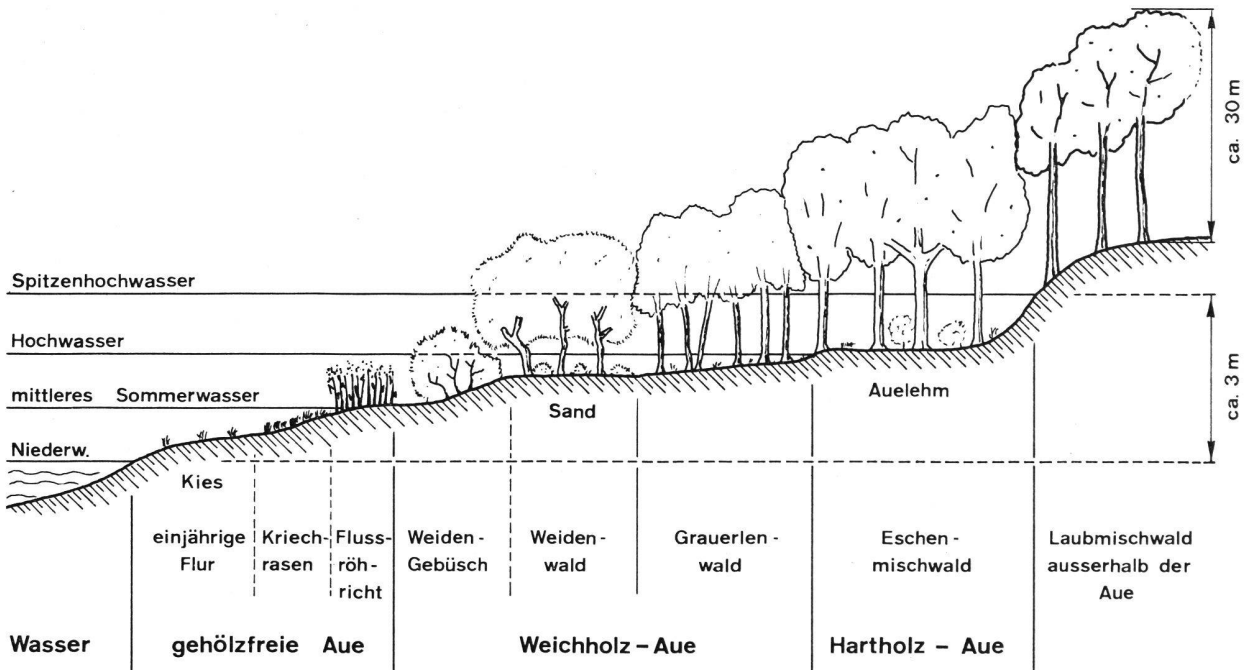 ca. 30 m
Spitzenhochwasser
Hochwasser
mittleres Sommerwasser
Niederw.
ca. 3 m
Kies
Sand
Auelehm
einjährige
Flur
Kriech-
rasen
Fluss-
röh-
richt
Weiden-
Gebüsch
Weiden-
wald
Grauerlen-
wald
Eschen-
mischwald
Laubmischwald
ausserhalb der
Aue
Wasser
gehölzfreie Aue
Weichholz-Aue
Hartholz-Aue